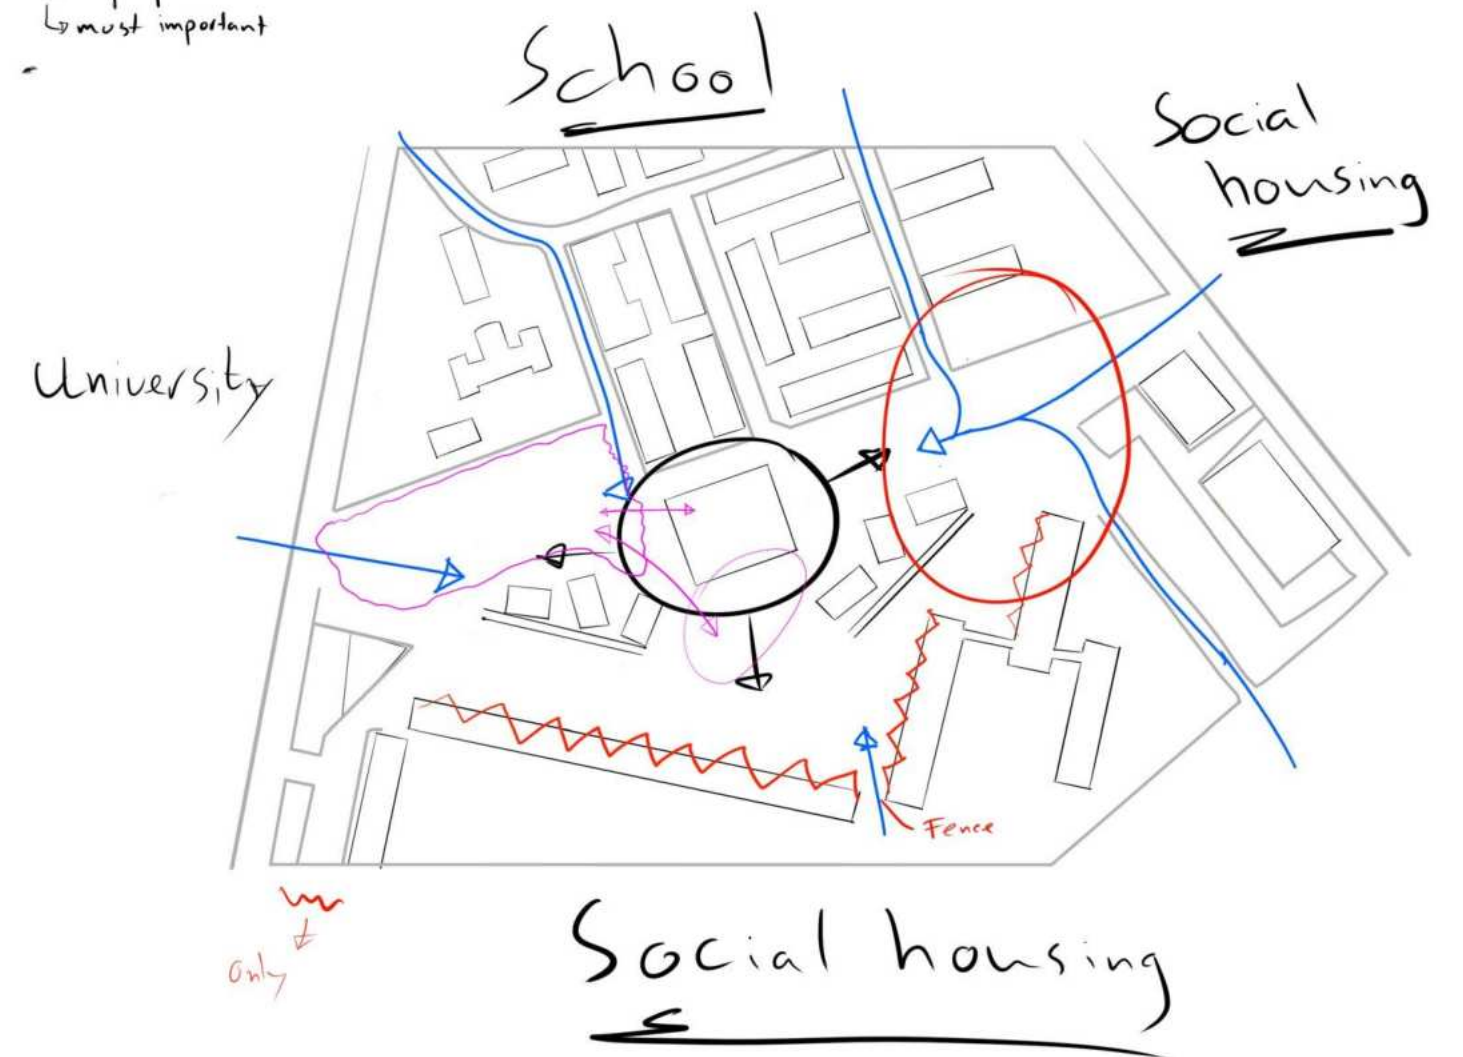 ↳ most important
-
School
Social
housing
University
Fence
Only
Social housing